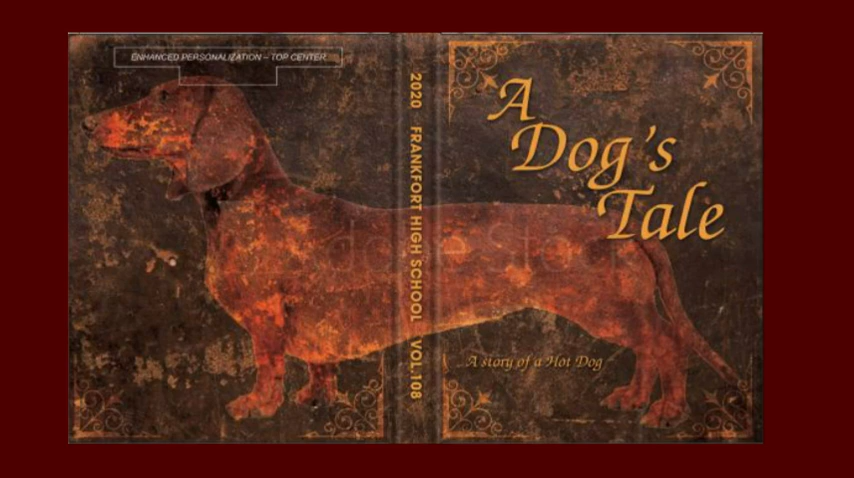 ENHANCED PERSONALIZATION – TOP CENTER
2020 FRANKFORT HIGH SCHOOL VOL.108
A
Dog's
Tale
A story of a Hot Dog